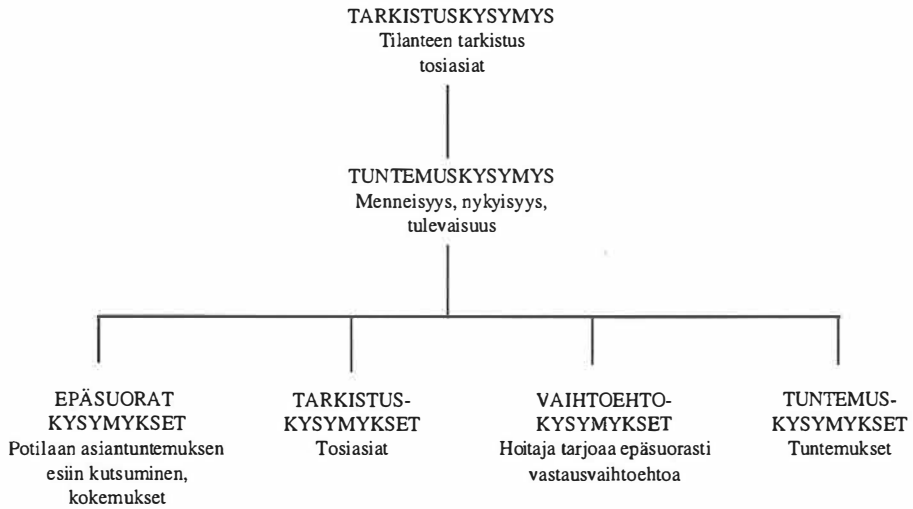 TARKISTUSKYSYMYS
Tilanteen tarkistus
tosiasiat
TUNTEMUSKYSYMYS
Menneisyys, nykyisyys,
tulevaisuus
EPÄSUORAT
KYSYMYKSET
Potilaan asiantuntemuksen
esiin kutsuminen,
kokemukset
TARKISTUS-
KYSYMYKSET
Tosiasiat
VAIHTOEHTO-
KYSYMYKSET
Hoitaja tarjoaa epäsuorasti
vastausvaihtoehtoa
TUNTEMUS-
KYSYMYKSET
Tuntemukset